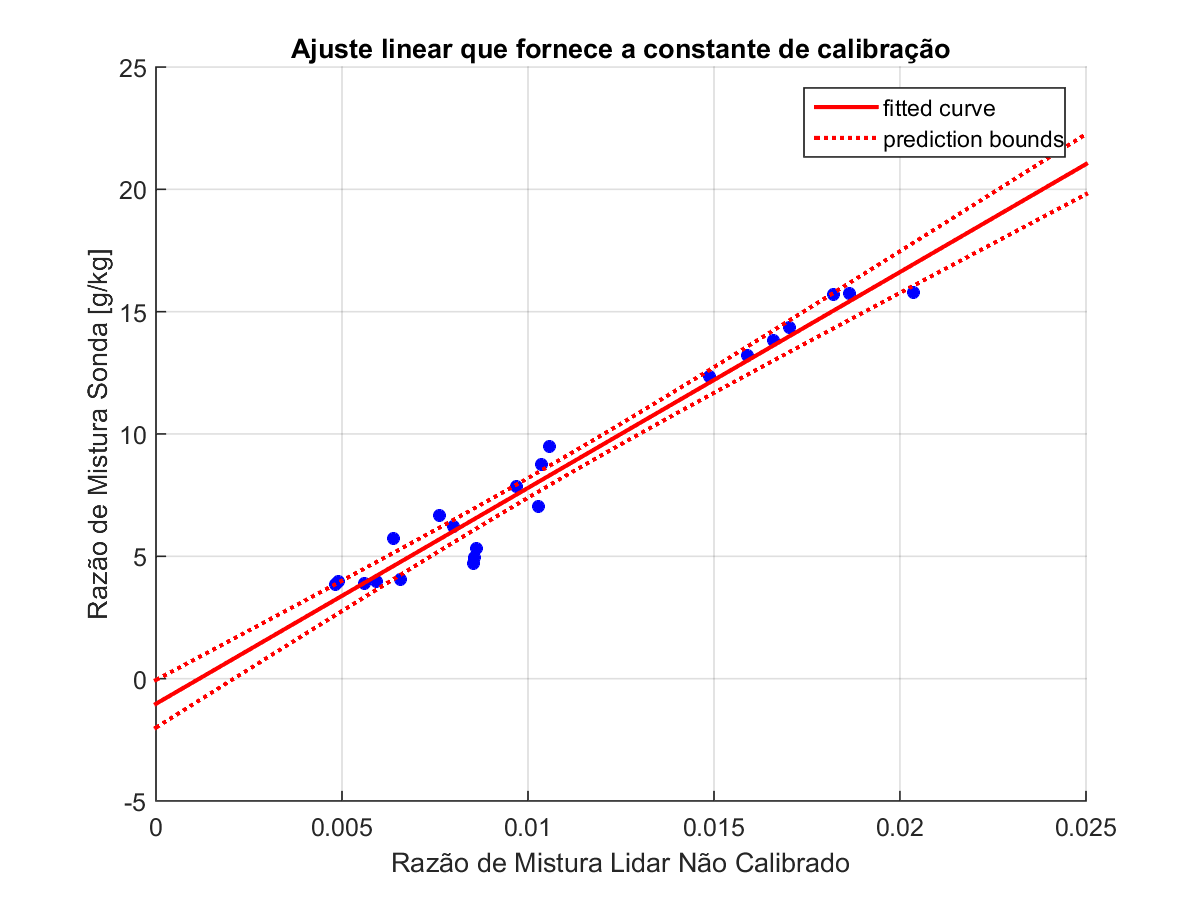 Ajuste linear que fornece a constante de calibração
25
20
15
10
5
0
-5
Razão de Mistura Sonda [g/kg]
fitted curve
prediction bounds
0 0.005 0.01 0.015 0.02 0.025
Razão de Mistura Lidar Não Calibrado